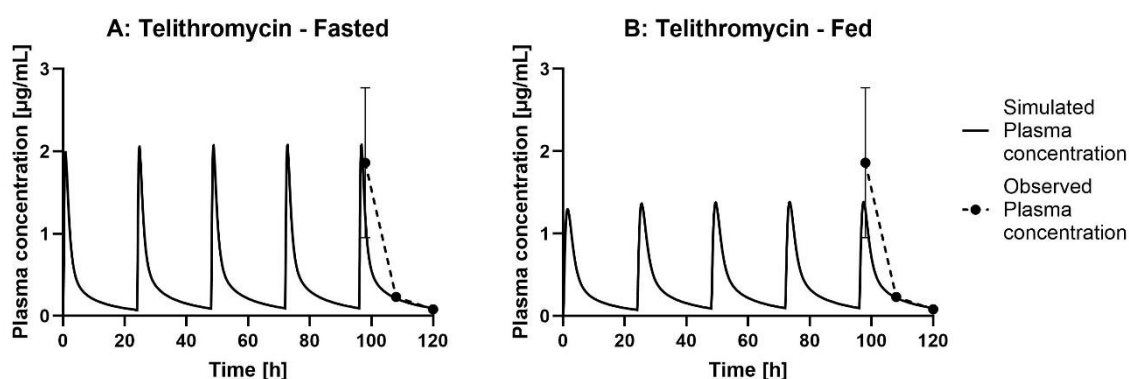 A: Telithromycin - Fasted
Plasma concentration [µg/mL]
3
2
1
0
0 20 40 60 80 100 120
Time [h]
B: Telithromycin - Fed
Plasma concentration [µg/mL]
3
2
1
0
0 20 40 60 80 100 120
Time [h]
Simulated
Plasma
concentration
Observed
Plasma
concentration